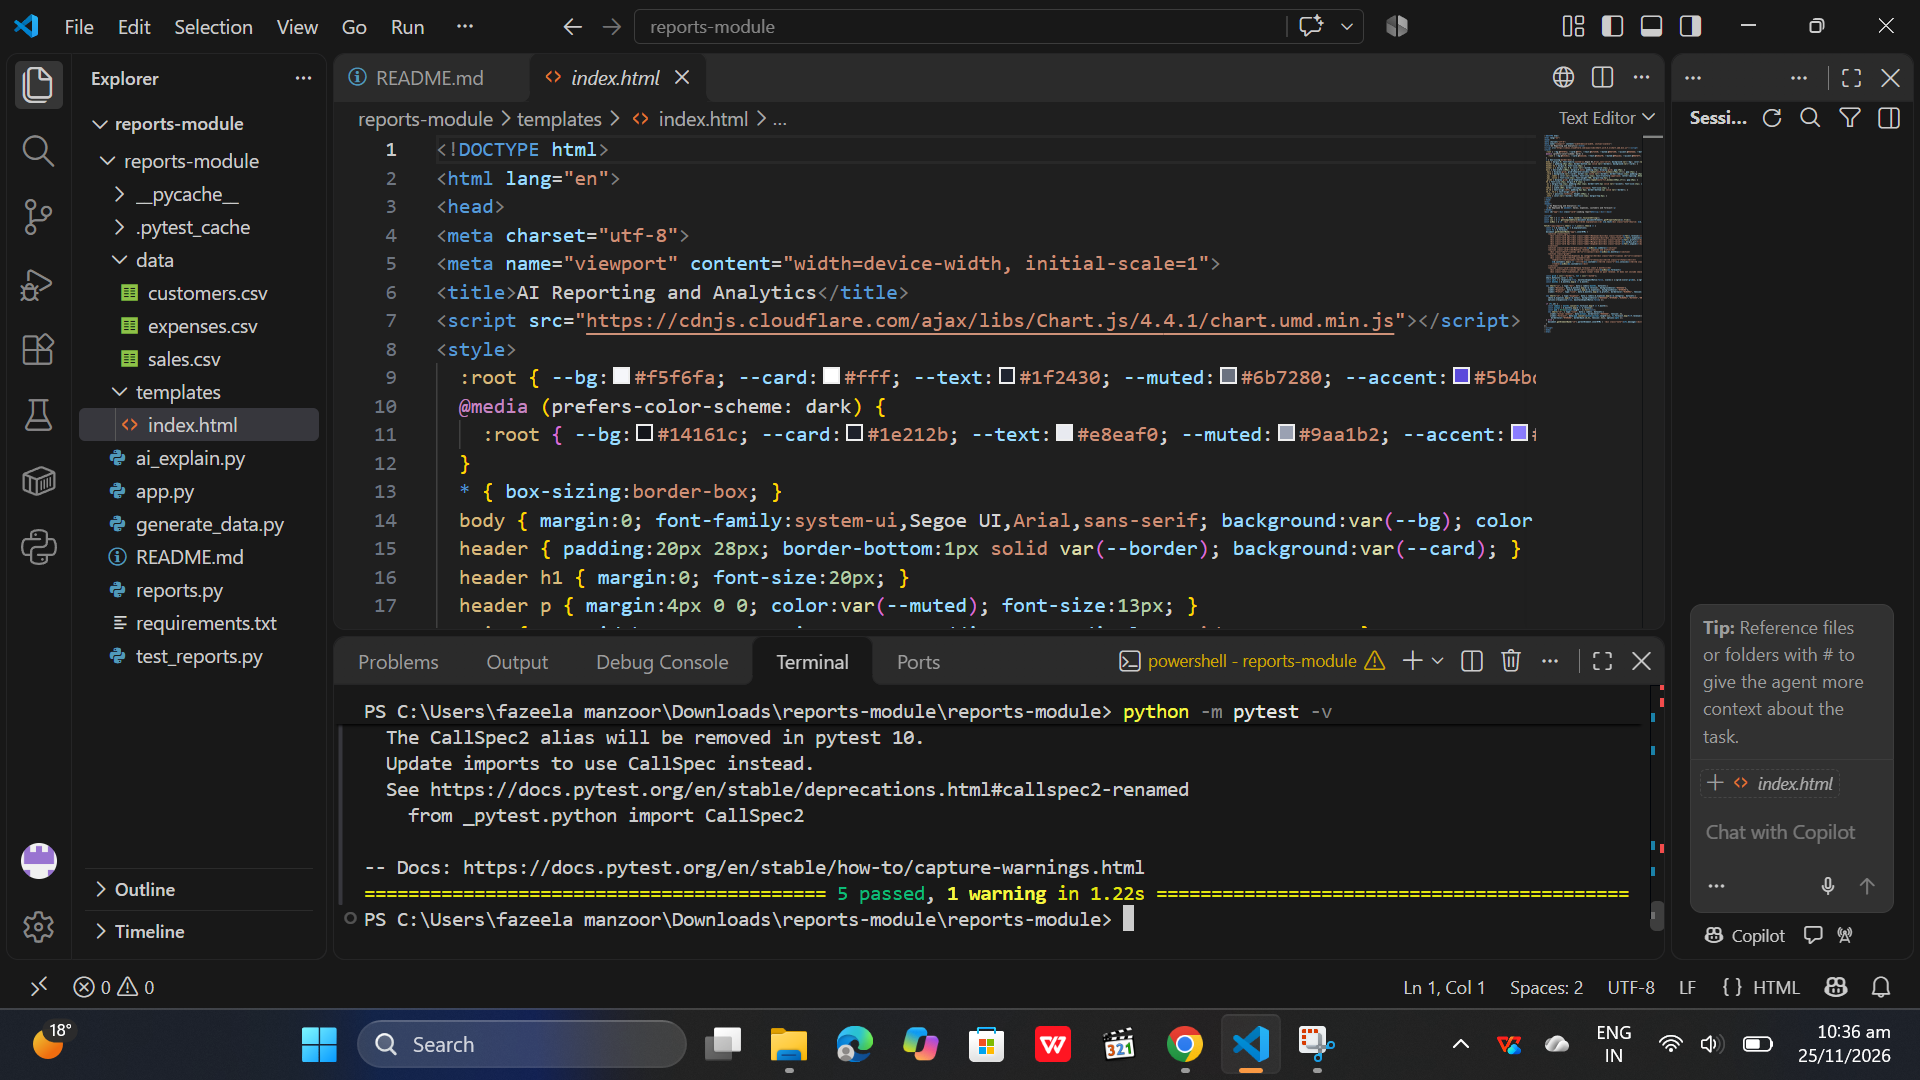 File Edit Selection View Go Run ···
reports-module
Explorer ···
reports-module
reports-module
__pycache__
.pytest_cache
data
customers.csv
expenses.csv
sales.csv
templates
index.html
ai_explain.py
app.py
generate_data.py
README.md
reports.py
requirements.txt
test_reports.py
Outline
Timeline
README.md index.html
reports-module > templates > index.html > ...
Text Editor
1 <!DOCTYPE html>
2 <html lang="en">
3 <head>
4 <meta charset="utf-8">
5 <meta name="viewport" content="width=device-width, initial-scale=1">
6 <title>AI Reporting and Analytics</title>
7 <script src="https://cdnjs.cloudflare.com/ajax/libs/Chart.js/4.4.1/chart.umd.min.js"></script>
8 <style>
9 :root { --bg:#f5f6fa; --card:#fff; --text:#1f2430; --muted:#6b7280; --accent:#5b4b
10 @media (prefers-color-scheme: dark) {
11 :root { --bg:#14161c; --card:#1e212b; --text:#e8eaf0; --muted:#9aa1b2; --accent:
12 }
13 * { box-sizing:border-box; }
14 body { margin:0; font-family:system-ui,Segoe UI,Arial,sans-serif; background:var(--bg); color
15 header { padding:20px 28px; border-bottom:1px solid var(--border); background:var(--card); }
16 header h1 { margin:0; font-size:20px; }
17 header p { margin:4px 0 0; color:var(--muted); font-size:13px; }
Problems Output Debug Console Terminal Ports
powershell - reports-module
PS C:\Users\fazeela manzoor\Downloads\reports-module\reports-module> python -m pytest -v
The CallSpec2 alias will be removed in pytest 10.
Update imports to use CallSpec instead.
See https://docs.pytest.org/en/stable/deprecations.html#callspec2-renamed
from _pytest.python import CallSpec2
-- Docs: https://docs.pytest.org/en/stable/how-to/capture-warnings.html
========================================== 5 passed, 1 warning in 1.22s ===========================================
PS C:\Users\fazeela manzoor\Downloads\reports-module\reports-module>
Sessi...
Tip: Reference files
or folders with # to
give the agent more
context about the
task.
index.html
Chat with Copilot
Copilot
0 0
Ln 1, Col 1 Spaces: 2 UTF-8 LF {} HTML
18°
Search
321
ENG
IN
10:36 am
25/11/2026